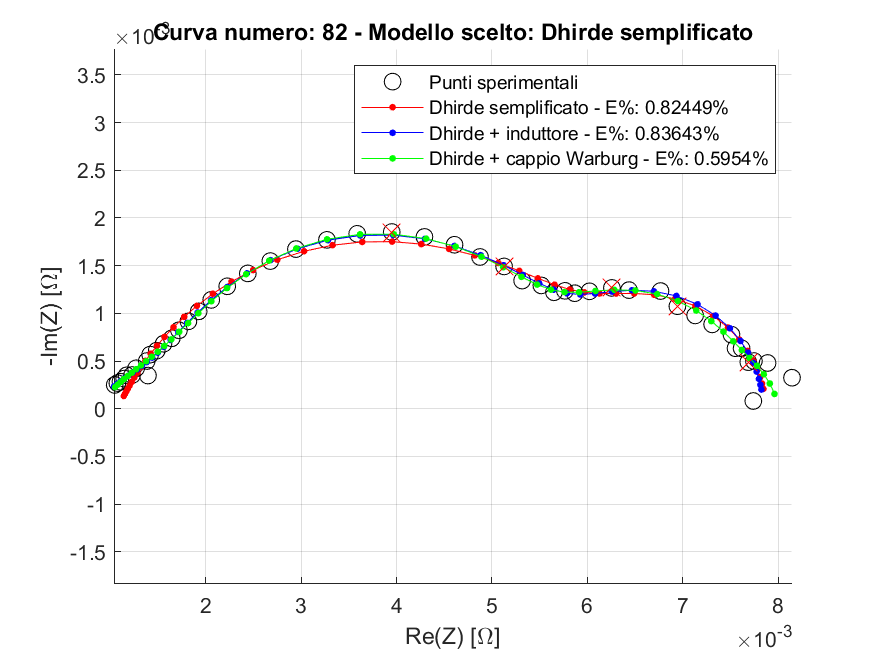 ×10⁻³
Curva numero: 82 - Modello scelto: Dhirde semplificato
Punti sperimentali
Dhirde semplificato - E%: 0.82449%
Dhirde + induttore - E%: 0.83643%
Dhirde + cappio Warburg - E%: 0.5954%
3.5
3
2.5
2
1.5
1
0.5
0
-0.5
-1
-1.5
-Im(Z) [Ω]
2 3 4 5 6 7 8
Re(Z) [Ω]
×10⁻³